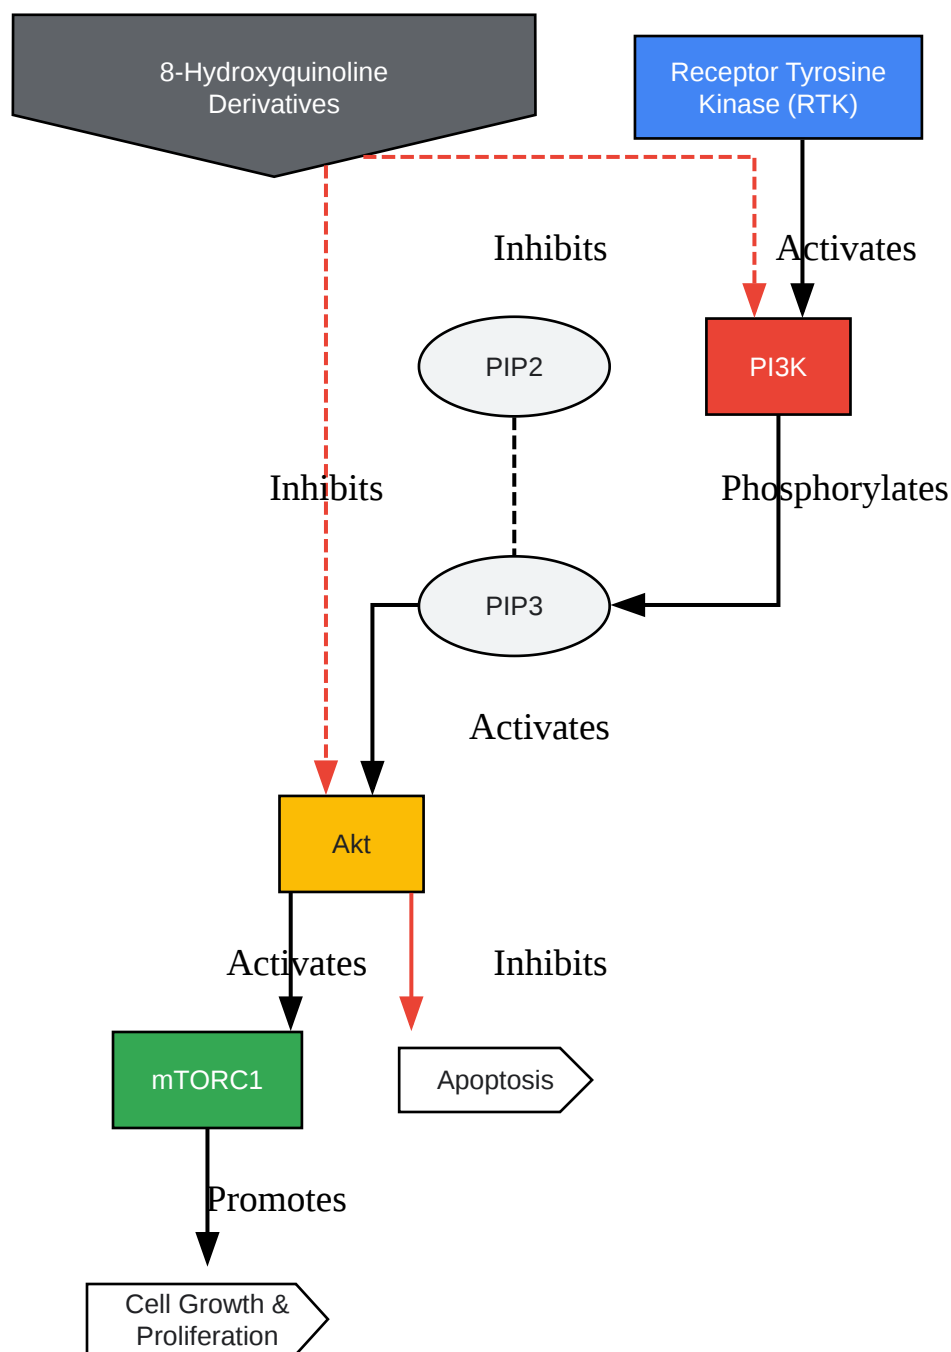 8-Hydroxyquinoline
Derivatives
Receptor Tyrosine
Kinase (RTK)
Inhibits
Activates
PIP2
PI3K
Inhibits
Phosphorylates
PIP3
Activates
Akt
Activates
Inhibits
mTORC1
Apoptosis
Promotes
Cell Growth &
Proliferation